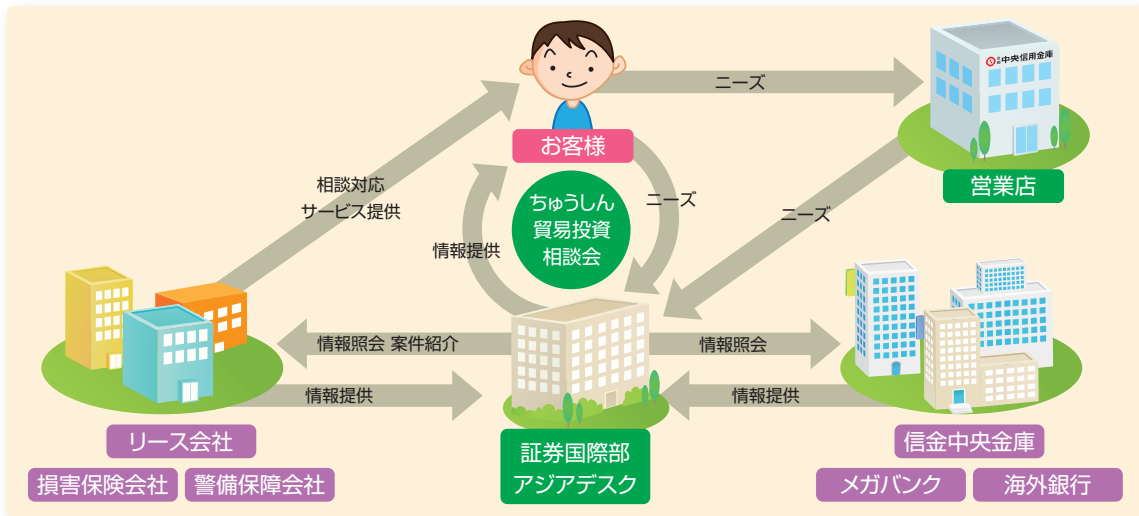 ニーズ
中央信用金庫
お客様
営業店
相談対応
サービス提供
ちゅうしん
貿易投資
相談会
ニーズ
ニーズ
情報提供
情報照会 案件紹介
情報照会
情報提供
情報提供
リース会社
損害保険会社
警備保障会社
証券国際部
アジアデスク
信金中央金庫
メガバンク
海外銀行